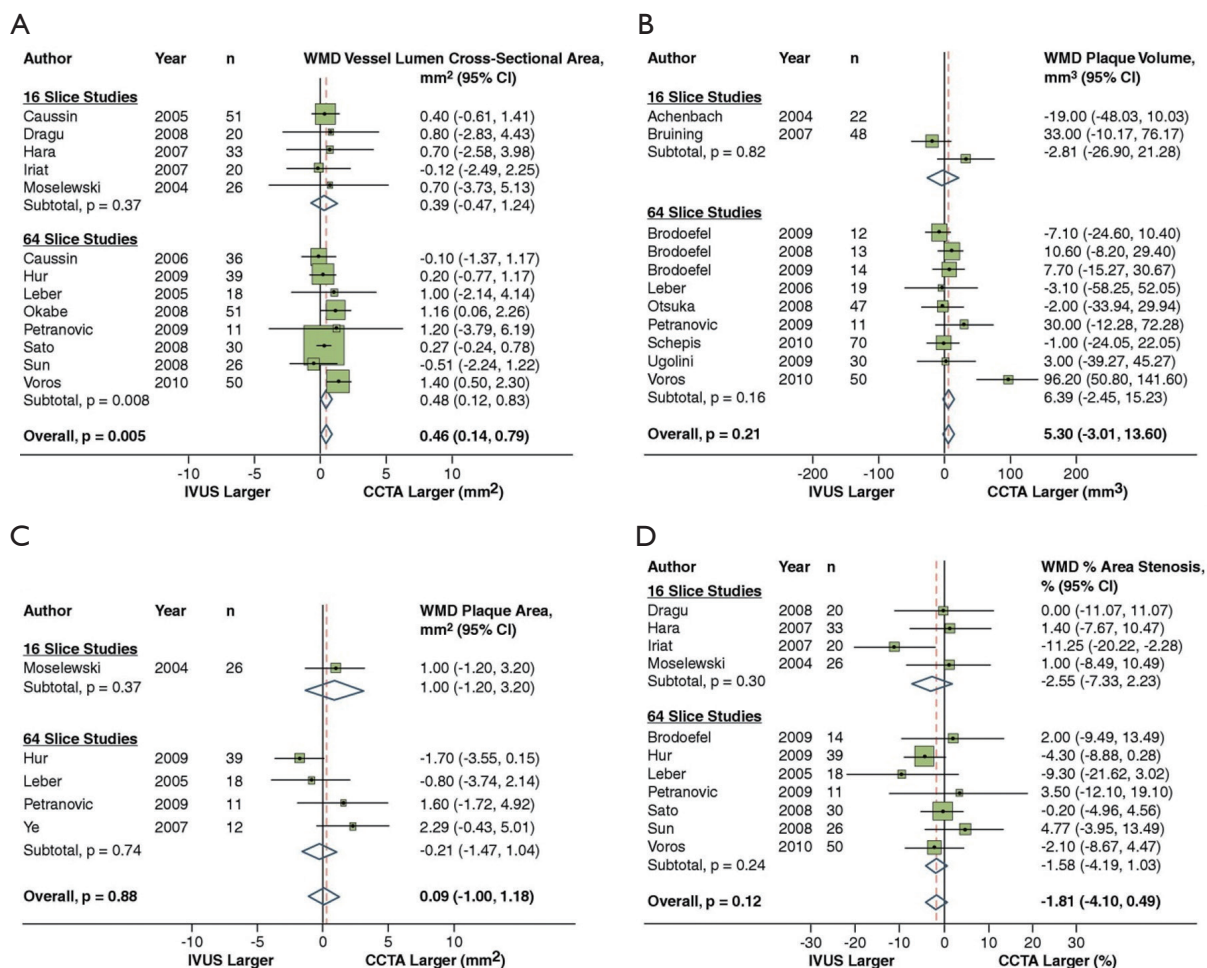 A
Author Year n WMD Vessel Lumen Cross-Sectional Area,
mm2 (95% CI)
16 Slice Studies
Caussin 2005 51 0.40 (-0.61, 1.41)
Dragu 2008 20 0.80 (-2.83, 4.43)
Hara 2007 33 0.70 (-2.58, 3.98)
Iriat 2007 20 -0.12 (-2.49, 2.25)
Moselewski 2004 26 0.70 (-3.73, 5.13)
Subtotal, p = 0.37 0.39 (-0.47, 1.24)
64 Slice Studies
Caussin 2006 36 -0.10 (-1.37, 1.17)
Hur 2009 39 0.20 (-0.77, 1.17)
Leber 2005 18 1.00 (-2.14, 4.14)
Okabe 2008 51 1.16 (0.06, 2.26)
Petranovic 2009 11 1.20 (-3.79, 6.19)
Sato 2008 30 0.27 (-0.24, 0.78)
Sun 2008 26 -0.51 (-2.24, 1.22)
Voros 2010 50 1.40 (0.50, 2.30)
Subtotal, p = 0.008 0.48 (0.12, 0.83)
Overall, p = 0.005 0.46 (0.14, 0.79)
-10 -5 0 5 10
IVUS Larger CCTA Larger (mm2)
B
Author Year n WMD Plaque Volume,
mm3 (95% CI)
16 Slice Studies
Achenbach 2004 22 -19.00 (-48.03, 10.03)
Bruining 2007 48 33.00 (-10.17, 76.17)
Subtotal, p = 0.82 -2.81 (-26.90, 21.28)
64 Slice Studies
Brodoefel 2009 12 -7.10 (-24.60, 10.40)
Brodoefel 2008 13 10.60 (-8.20, 29.40)
Brodoefel 2009 14 7.70 (-15.27, 30.67)
Leber 2006 19 -3.10 (-58.25, 52.05)
Otsuka 2008 47 -2.00 (-33.94, 29.94)
Petranovic 2009 11 30.00 (-12.28, 72.28)
Schepis 2010 70 -1.00 (-24.05, 22.05)
Ugolini 2009 30 3.00 (-39.27, 45.27)
Voros 2010 50 96.20 (50.80, 141.60)
Subtotal, p = 0.16 6.39 (-2.45, 15.23)
Overall, p = 0.21 5.30 (-3.01, 13.60)
-200 -100 0 100 200
IVUS Larger CCTA Larger (mm3)
C
Author Year n WMD Plaque Area,
mm2 (95% CI)
16 Slice Studies
Moselewski 2004 26 1.00 (-1.20, 3.20)
Subtotal, p = 0.37 1.00 (-1.20, 3.20)
64 Slice Studies
Hur 2009 39 -1.70 (-3.55, 0.15)
Leber 2005 18 -0.80 (-3.74, 2.14)
Petranovic 2009 11 1.60 (-1.72, 4.92)
Ye 2007 12 2.29 (-0.43, 5.01)
Subtotal, p = 0.74 -0.21 (-1.47, 1.04)
Overall, p = 0.88 0.09 (-1.00, 1.18)
-10 -5 0 5 10
IVUS Larger CCTA Larger (mm2)
D
Author Year n WMD % Area Stenosis,
% (95% CI)
16 Slice Studies
Dragu 2008 20 0.00 (-11.07, 11.07)
Hara 2007 33 1.40 (-7.67, 10.47)
Iriat 2007 20 -11.25 (-20.22, -2.28)
Moselewski 2004 26 1.00 (-8.49, 10.49)
Subtotal, p = 0.30 -2.55 (-7.33, 2.23)
64 Slice Studies
Brodoefel 2009 14 2.00 (-9.49, 13.49)
Hur 2009 39 -4.30 (-8.88, 0.28)
Leber 2005 18 -9.30 (-21.62, 3.02)
Petranovic 2009 11 3.50 (-12.10, 19.10)
Sato 2008 30 -0.20 (-4.96, 4.56)
Sun 2008 26 4.77 (-3.95, 13.49)
Voros 2010 50 -2.10 (-8.67, 4.47)
Subtotal, p = 0.24 -1.58 (-4.19, 1.03)
Overall, p = 0.12 -1.81 (-4.10, 0.49)
-30 -20 -10 0 10 20 30
IVUS Larger CCTA Larger (%)